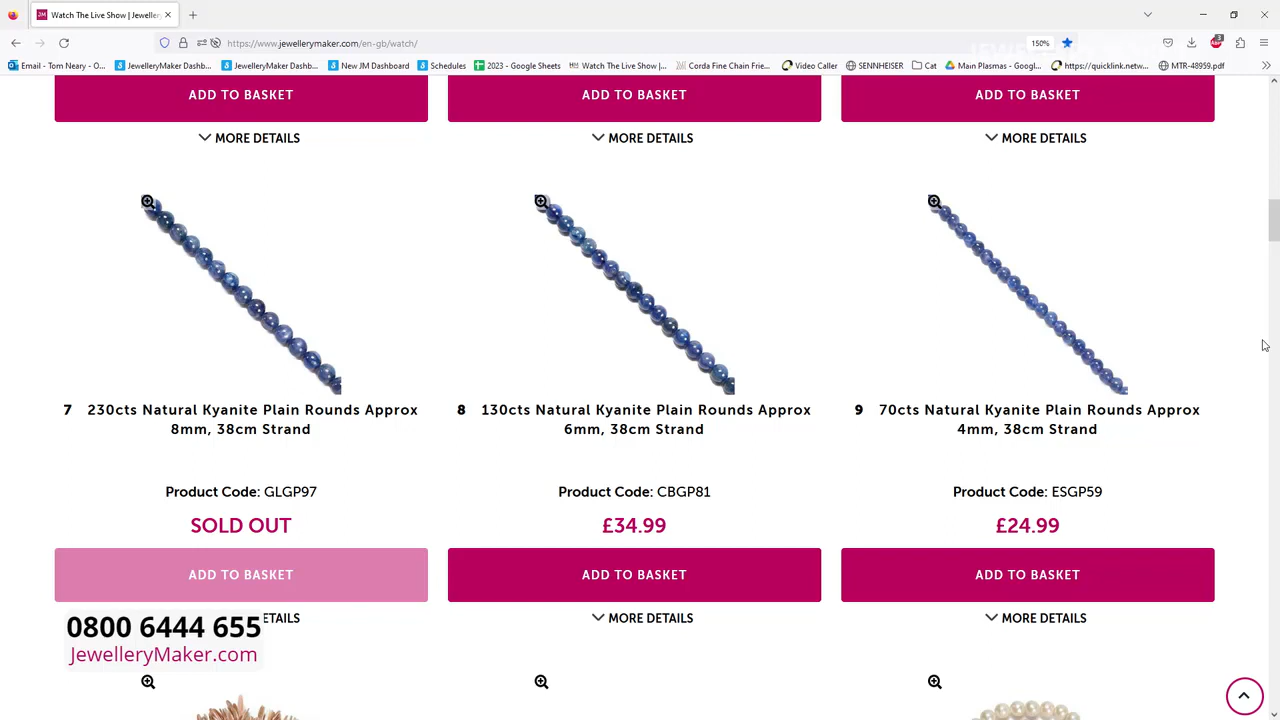 Watch The Live Show | Jeweller
https://www.jewellerymaker.com/en-gb/watch/
150%
3
Email - Tom Neary - O...
JewelleryMaker Dashb...
JewelleryMaker Dashb...
New JM Dashboard
Schedules
2023 - Google Sheets
Watch The Live Show |...
Corda Fine Chain Frie...
Video Caller
SENNHEISER
Cat
Main Plasmas - Googl...
https://quicklink.netw...
MTR-48959.pdf
ADD TO BASKET
ADD TO BASKET
ADD TO BASKET
MORE DETAILS
MORE DETAILS
MORE DETAILS
7 230cts Natural Kyanite Plain Rounds Approx
8mm, 38cm Strand
8 130cts Natural Kyanite Plain Rounds Approx
6mm, 38cm Strand
9 70cts Natural Kyanite Plain Rounds Approx
4mm, 38cm Strand
Product Code: GLGP97
Product Code: CBGP81
Product Code: ESGP59
SOLD OUT
£34.99
£24.99
ADD TO BASKET
ADD TO BASKET
ADD TO BASKET
ETAILS
MORE DETAILS
MORE DETAILS
0800 6444 655
JewelleryMaker.com